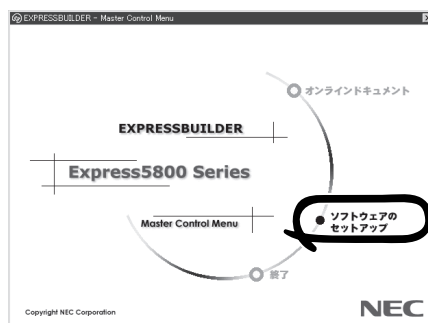 EXPRESSBUILDER - Master Control Menu
オンラインドキュメント
EXPRESSBUILDER
Express5800 Series
Master Control Menu
ソフトウェアの
セットアップ
終了
Copyright NEC Corporation
NEC